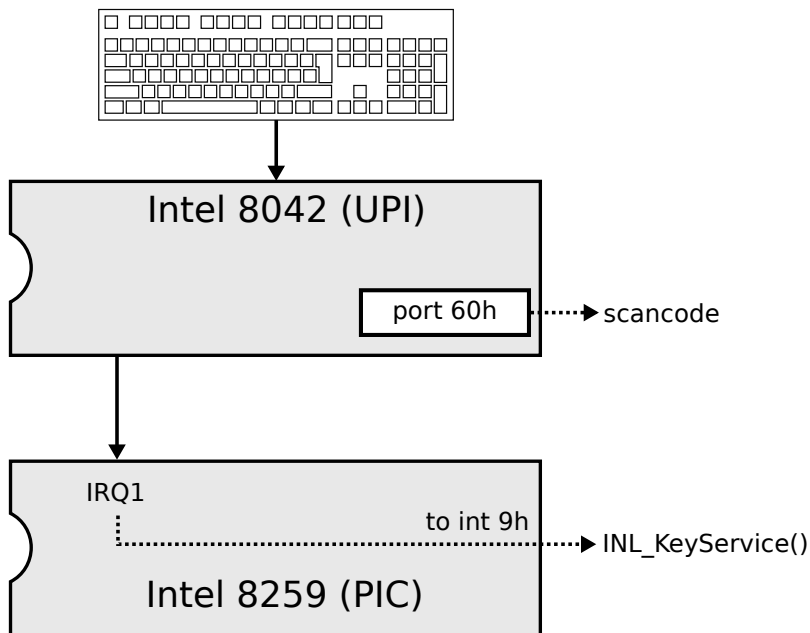 Intel 8042 (UPI)
port 60h
scancode
IRQ1
to int 9h
INL_KeyService()
Intel 8259 (PIC)